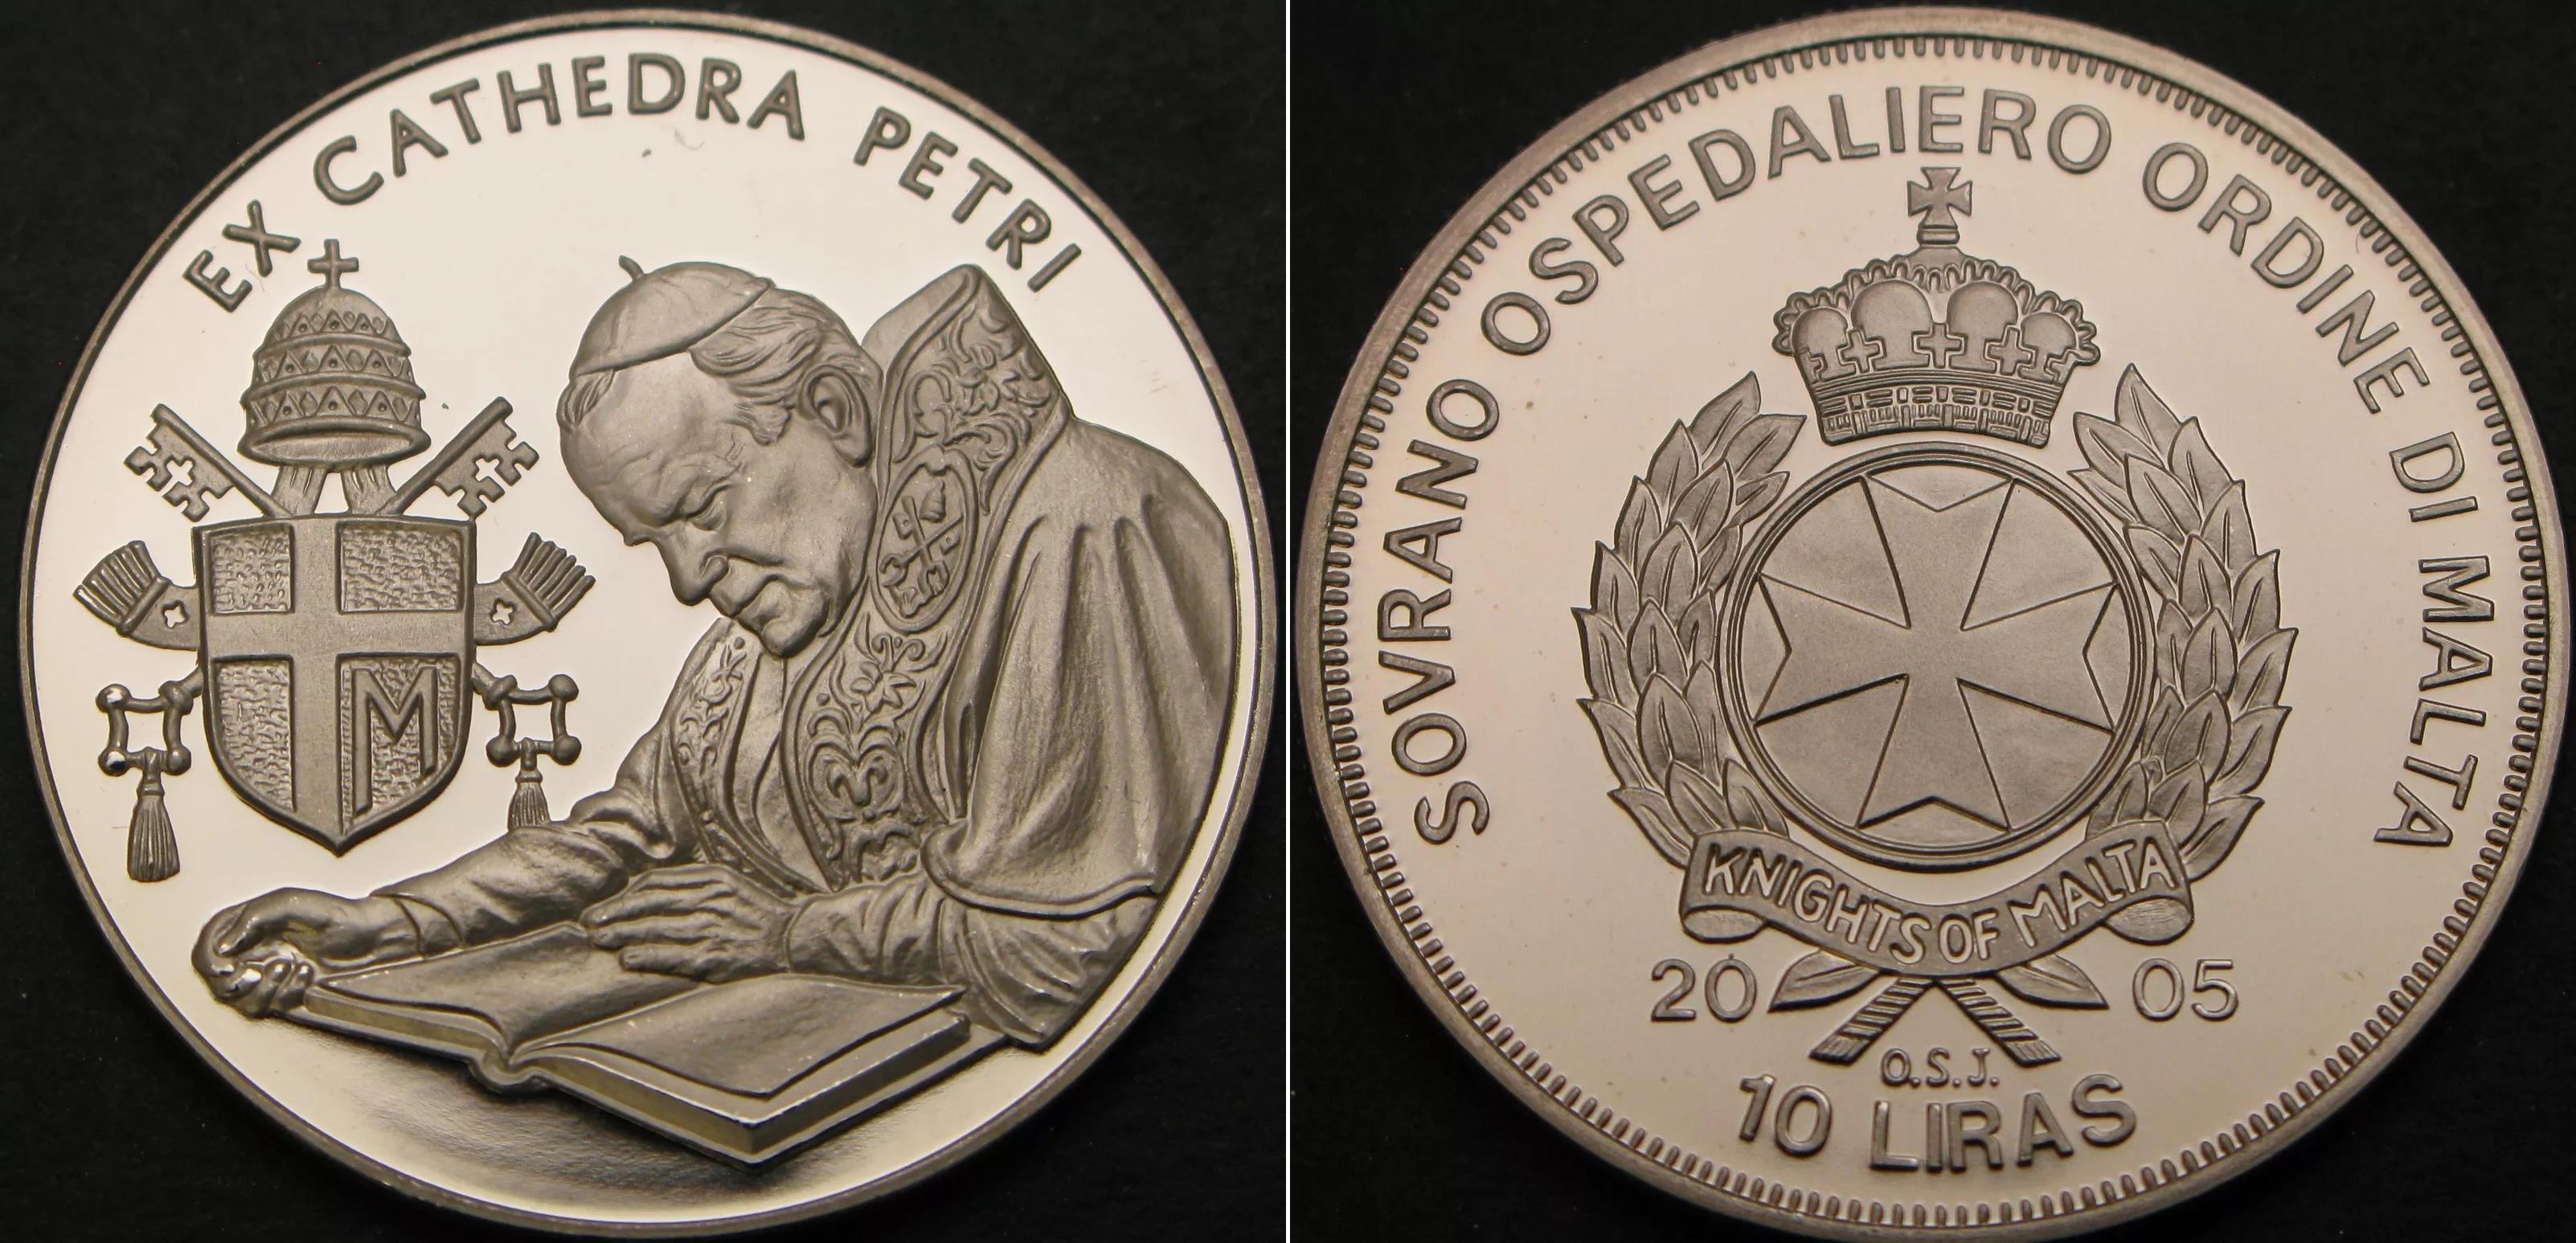 EX CATHEDRA PETRI
M
SOVRANO OSPEDALIERO ORDINE DI MALTA
KNIGHTS OF MALTA
20 05
O.S.J.
10 LIRAS